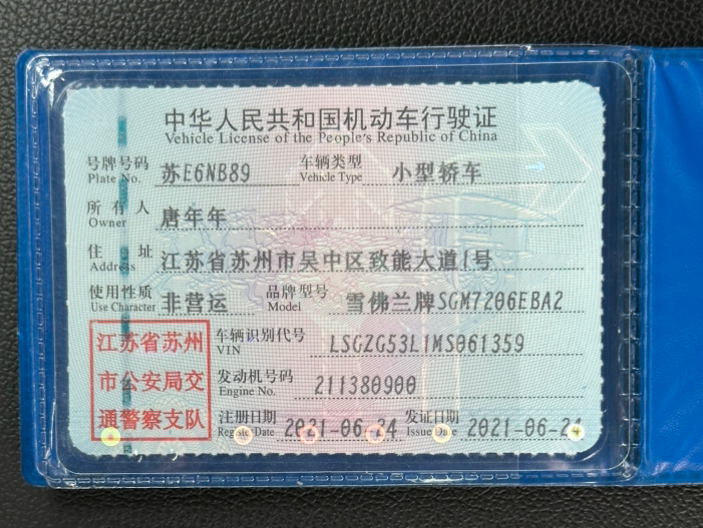 中华人民共和国机动车行驶证
Vehicle License of the People's Republic of China
号牌号码 苏E6NB89 车辆类型 小型轿车
Plate No. Vehicle Type
所有人 唐年年
Owner
住址 江苏省苏州市吴中区致能大道1号
Address
使用性质 非营运 品牌型号 雪佛兰牌SGM7206EBA2
Use Character Model
江苏省苏州
市公安局交
通警察支队
车辆识别代号 LSGZG53L1MS061359
VIN
发动机号码 211380900
Engine No.
注册日期 2021-06-24 发证日期 2021-06-24
Register Date Issue Date